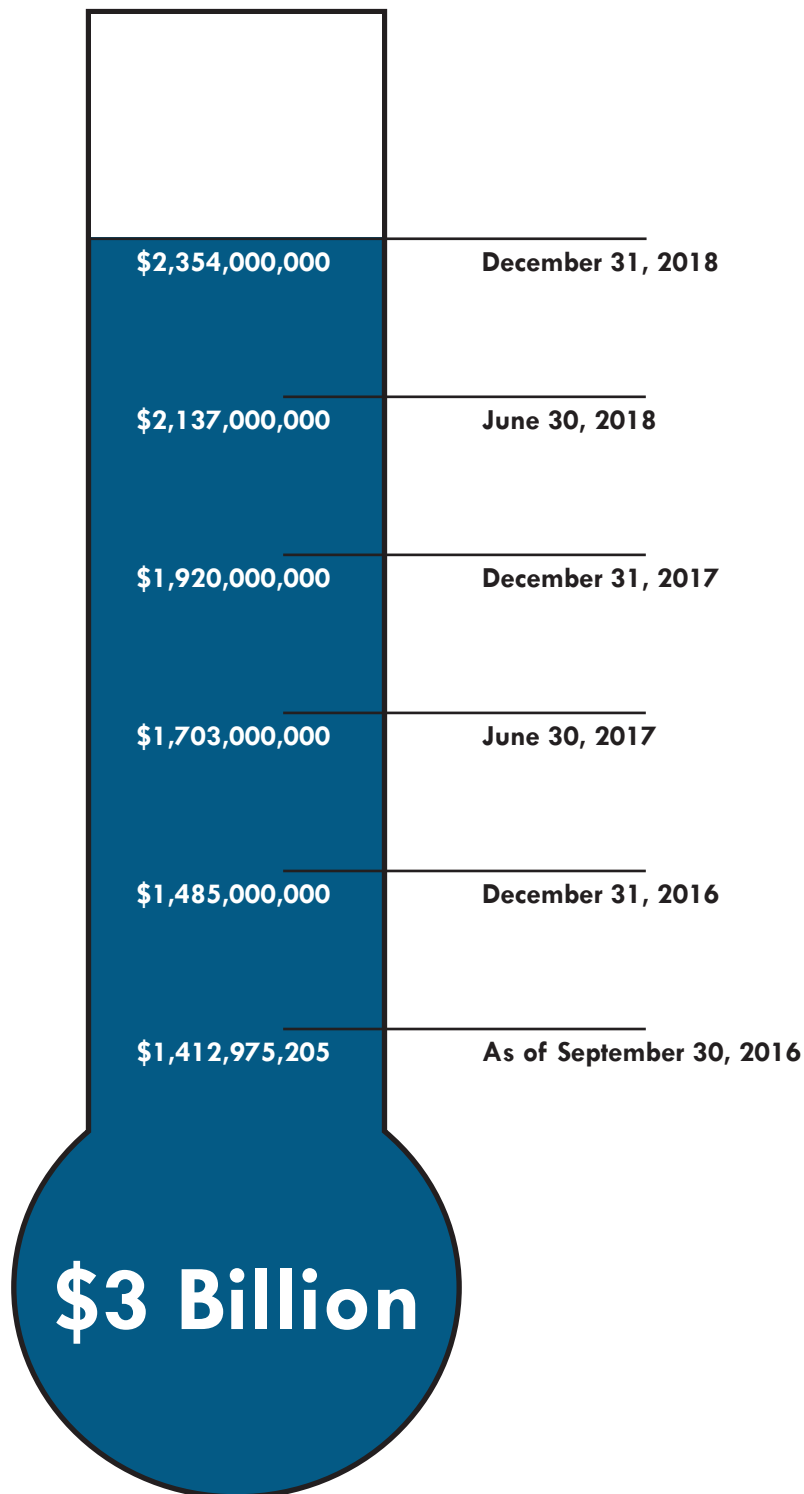 $2,354,000,000 December 31, 2018
$2,137,000,000 June 30, 2018
$1,920,000,000 December 31, 2017
$1,703,000,000 June 30, 2017
$1,485,000,000 December 31, 2016
$1,412,975,205 As of September 30, 2016
$3 Billion